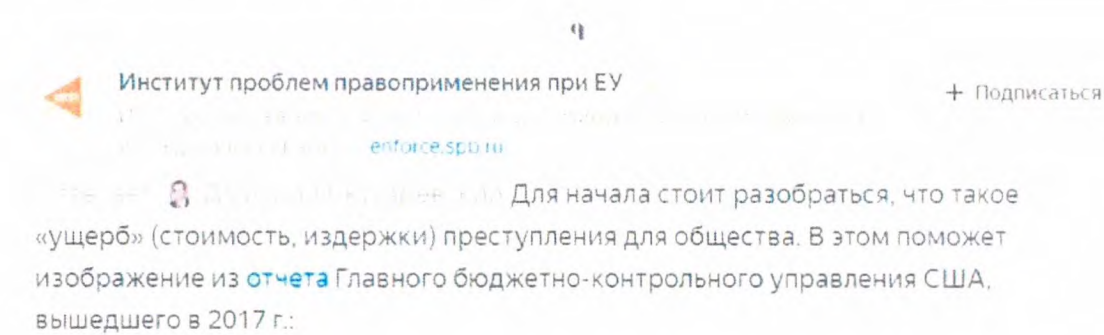 Институт проблем правоприменения при ЕУ
+ Подписаться
enforce.spb.ru
Для начала стоит разобраться, что такое
«ущерб» (стоимость, издержки) преступления для общества. В этом поможет
изображение из отчета Главного бюджетно-контрольного управления США,
вышедшего в 2017 г.: